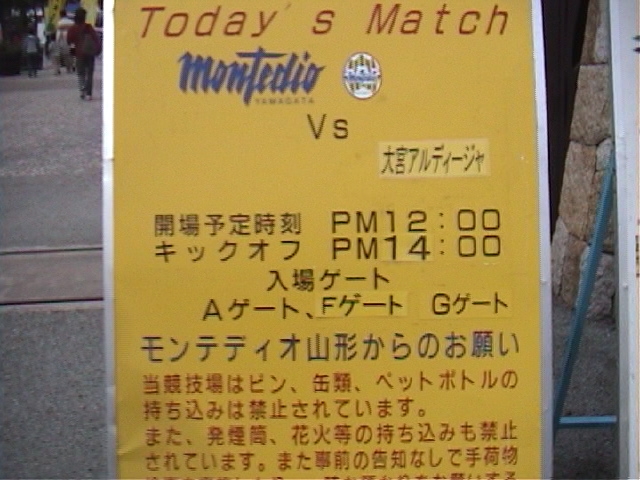 Today's Match
Montedio
YAMAGATA
Vs
大宮アルディージャ
開場予定時刻 PM12:00
キックオフ PM14:00
入場ゲート
Aゲート、Fゲート Gゲート
モンテディオ山形からのお願い
当競技場はビン、缶類、ペットボトルの
持ち込みは禁止されています。
また、発煙筒、花火等の持ち込みも禁止
されています。また事前の告知なしで手荷物